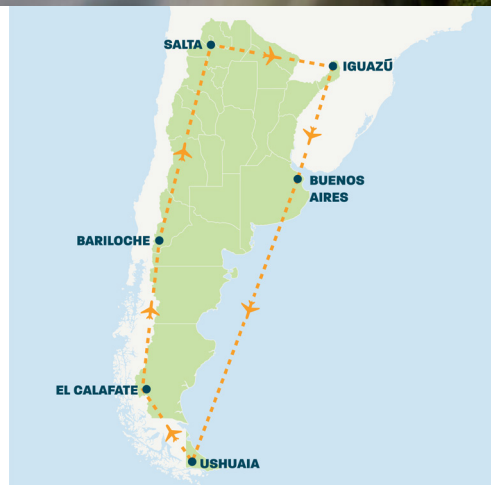 SALTA
IGUAZŪ
BUENOS
AIRES
BARILOCHE
EL CALAFATE
USHUAIA